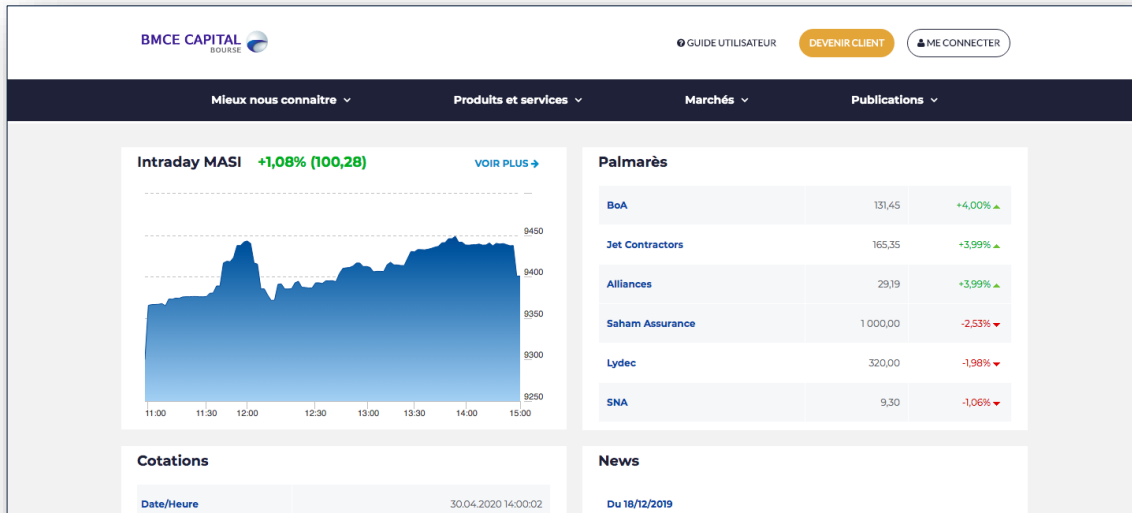 BMCE CAPITAL
BOURSE
GUIDE UTILISATEUR
DEVENIR CLIENT
ME CONNECTER
Mieux nous connaitre
Produits et services
Marchés
Publications
Intraday MASI +1,08% (100,28) VOIR PLUS
9450
9400
9350
9300
9250
11:00 11:30 12:00 12:30 13:00 13:30 14:00 15:00
Palmarès
BoA 131,45 +4,00%
Jet Contractors 165,35 +3,99%
Alliances 29,19 +3,99%
Saham Assurance 1 000,00 -2,53%
Lydec 320,00 -1,98%
SNA 9,30 -1,06%
Cotations
Date/Heure 30.04.2020 14:00:02
News
Du 18/12/2019